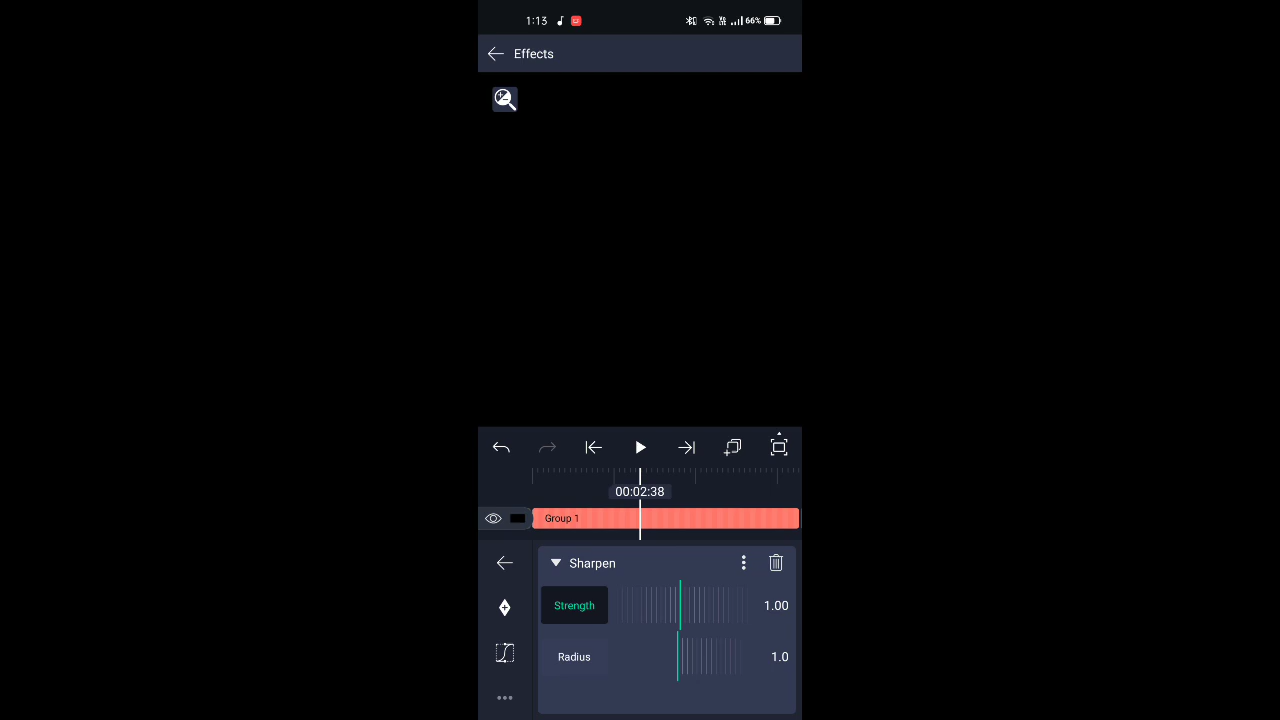 1:13 66%
Effects
00:02:38
Group 1
Sharpen
Strength 1.00
Radius 1.0